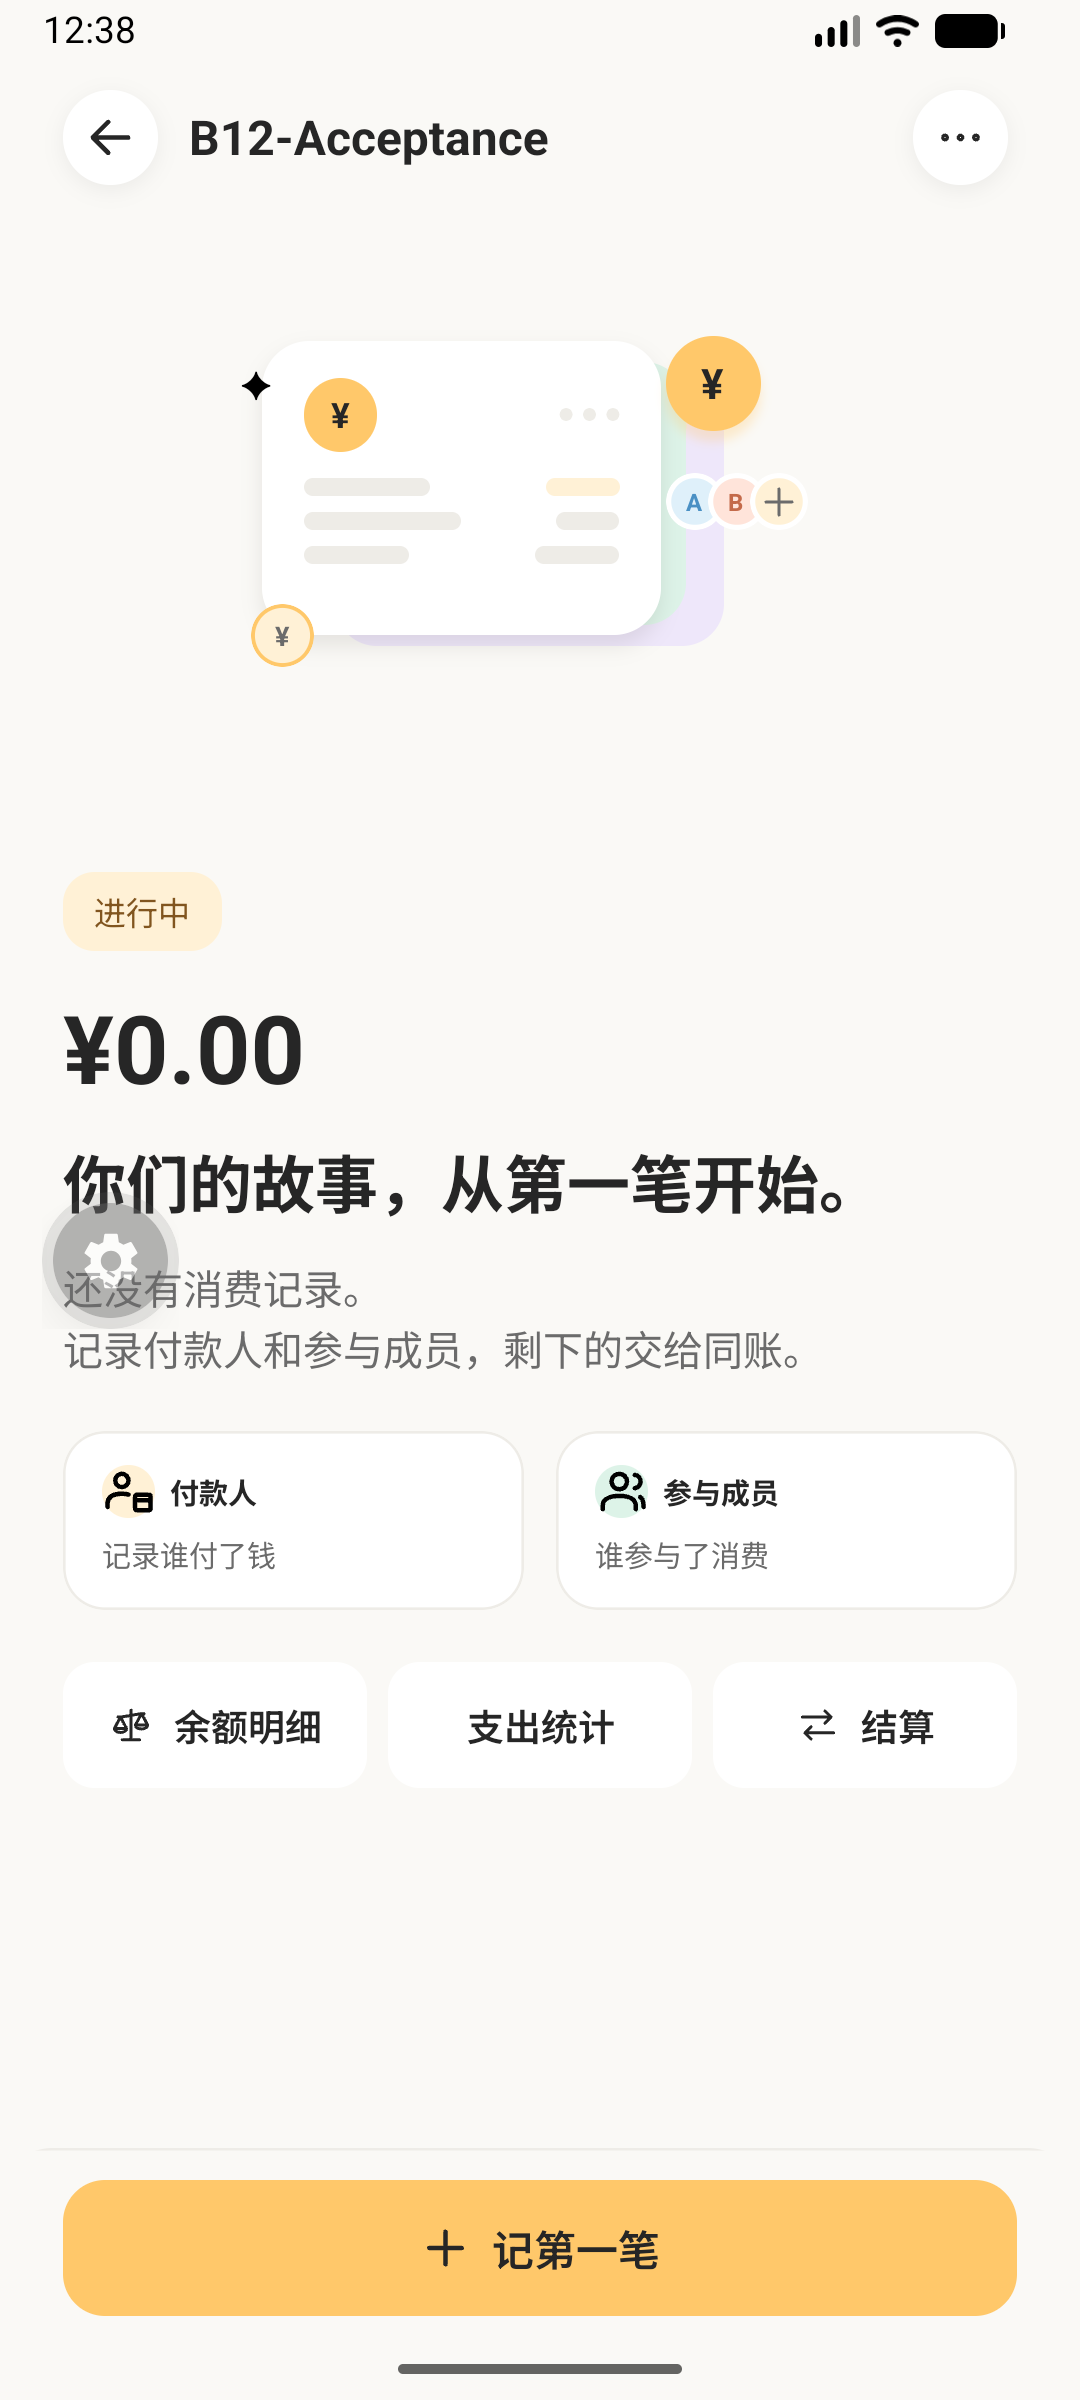 12:38
B12-Acceptance
¥
¥
A B
¥
进行中
¥0.00
你们的故事，从第一笔开始。
还没有消费记录。
记录付款人和参与成员，剩下的交给同账。
付款人
记录谁付了钱
参与成员
谁参与了消费
余额明细
支出统计
结算
记第一笔